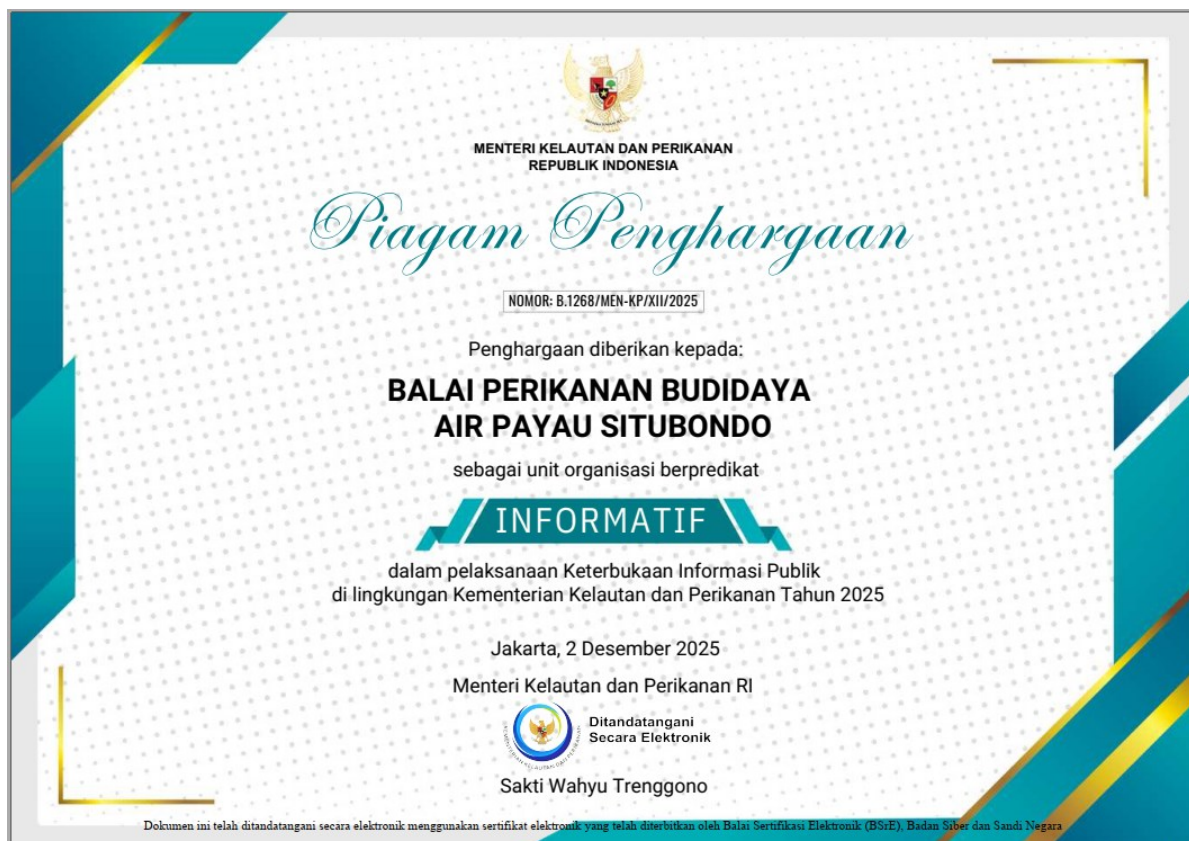 MENTERI KELAUTAN DAN PERIKANAN
REPUBLIK INDONESIA
Piagam Penghargaan
NOMOR: B.1268/MEN-KP/XII/2025
Penghargaan diberikan kepada:
BALAI PERIKANAN BUDIDAYA
AIR PAYAU SITUBONDO
sebagai unit organisasi berpredikat
INFORMATIF
dalam pelaksanaan Keterbukaan Informasi Publik
di lingkungan Kementerian Kelautan dan Perikanan Tahun 2025
Jakarta, 2 Desember 2025
Menteri Kelautan dan Perikanan RI
KEMENTERIAN KELAUTAN DAN PERIKANAN
Ditandatangani
Secara Elektronik
Sakti Wahyu Trenggono
Dokumen ini telah ditandatangani secara elektronik menggunakan sertifikat elektronik yang telah diterbitkan oleh Balai Sertifikasi Elektronik (BSrE), Badan Siber dan Sandi Negara